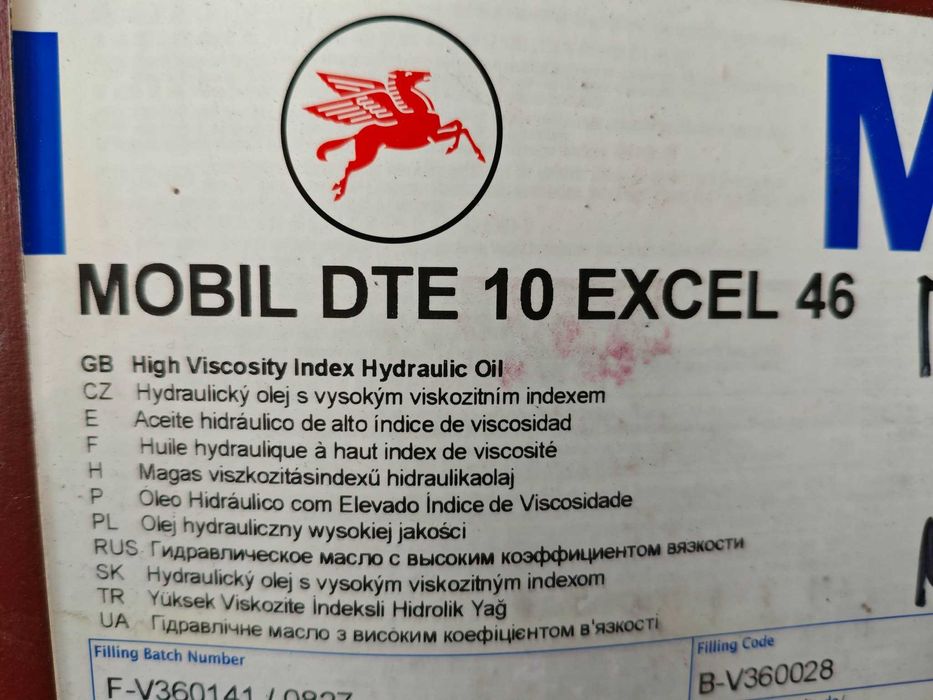 MOBIL DTE 10 EXCEL 46
GB High Viscosity Index Hydraulic Oil
CZ Hydraulický olej s vysokým viskozitním indexem
E Aceite hidráulico de alto índice de viscosidad
F Huile hydraulique à haut index de viscosité
H Magas viszkozitásindexű hidraulikaolaj
P Óleo Hidráulico com Elevado Índice de Viscosidade
PL Olej hydrauliczny wysokiej jakości
RUS Гидравлическое масло с высоким коэффициентом вязкости
SK Hydraulický olej s vysokým viskozitným indexom
TR Yüksek Viskozite İndeksli Hidrolik Yağ
UA Гідравлічне масло з високим коефіцієнтом в'язкості
Filling Batch Number
Filling Code
F-V360141 / 0827
B-V360028